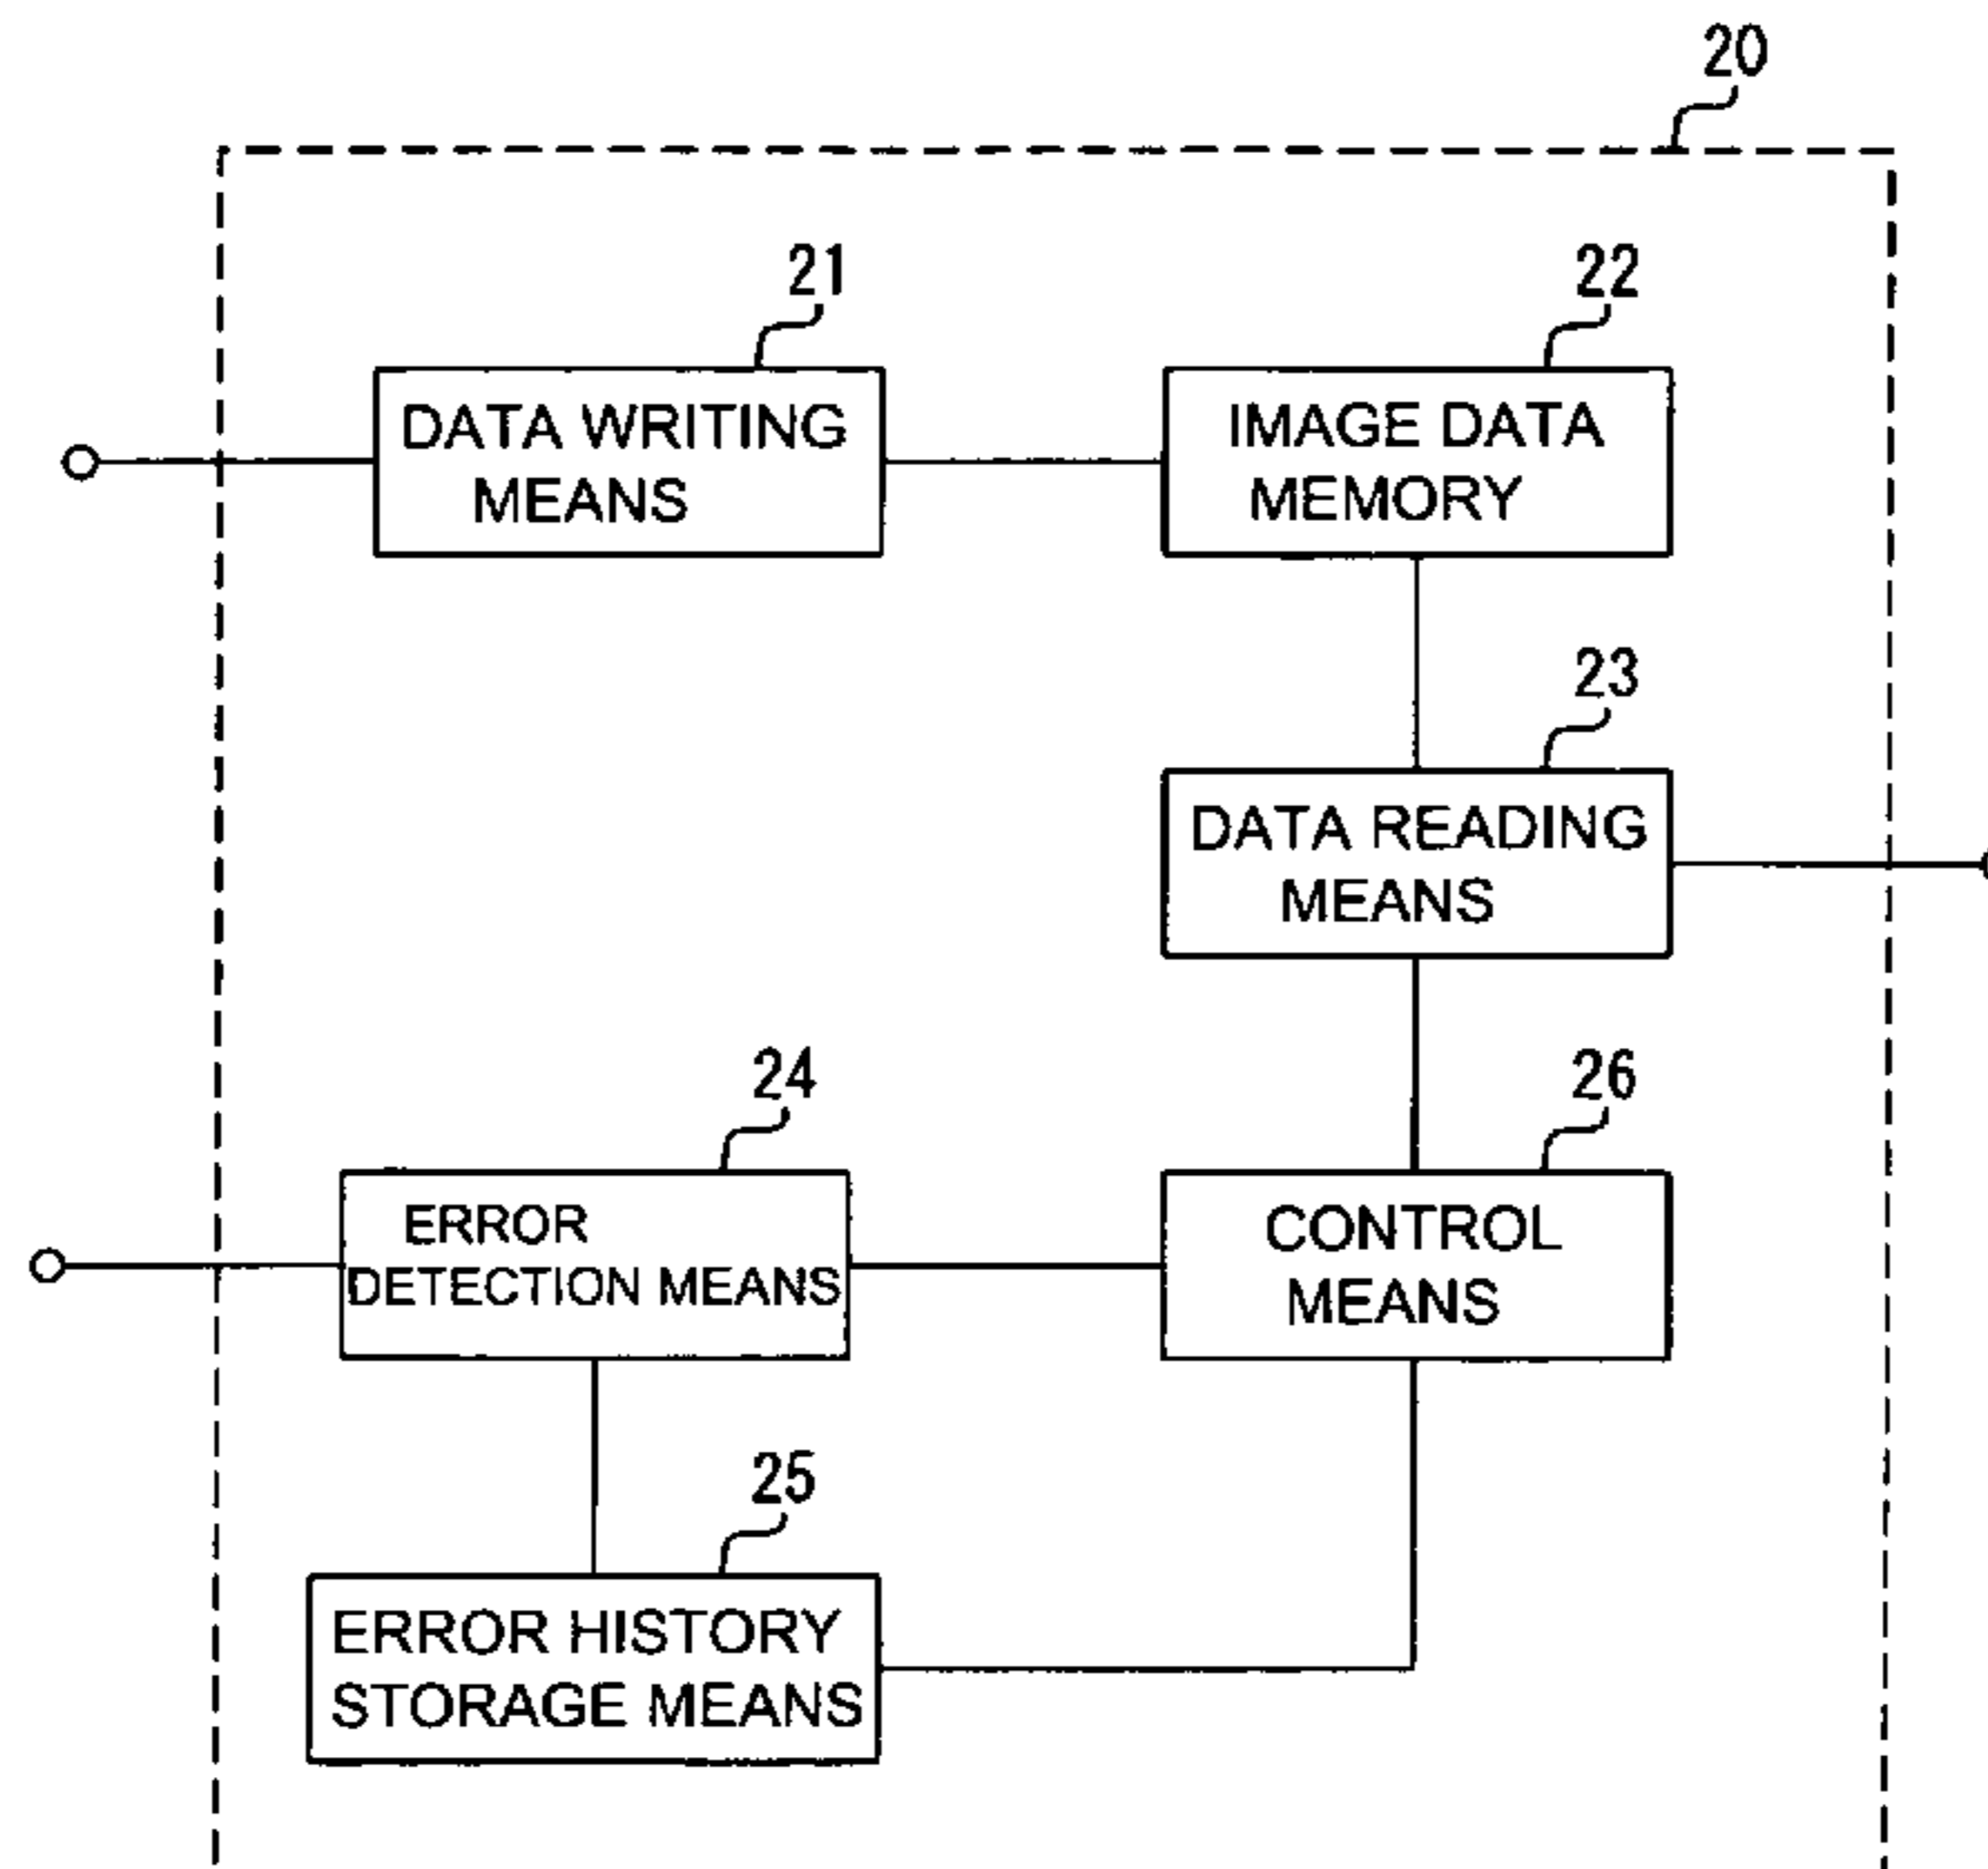 20
21
22
DATA WRITING
MEANS
IMAGE DATA
MEMORY
23
DATA READING
MEANS
24
26
ERROR
DETECTION MEANS
CONTROL
MEANS
25
ERROR HISTORY
STORAGE MEANS